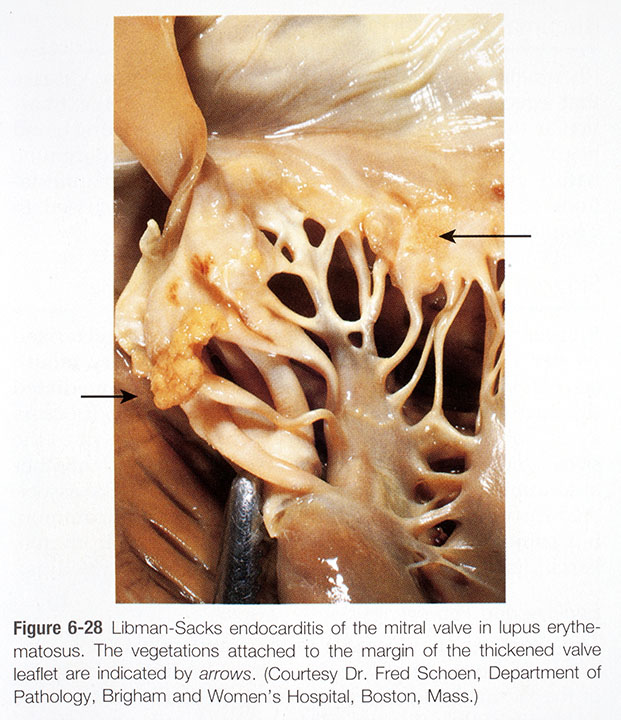 Figure 6-28 Libman-Sacks endocarditis of the mitral valve in lupus erythe-
matosus. The vegetations attached to the margin of the thickened valve
leaflet are indicated by arrows. (Courtesy Dr. Fred Schoen, Department of
Pathology, Brigham and Women's Hospital, Boston, Mass.)